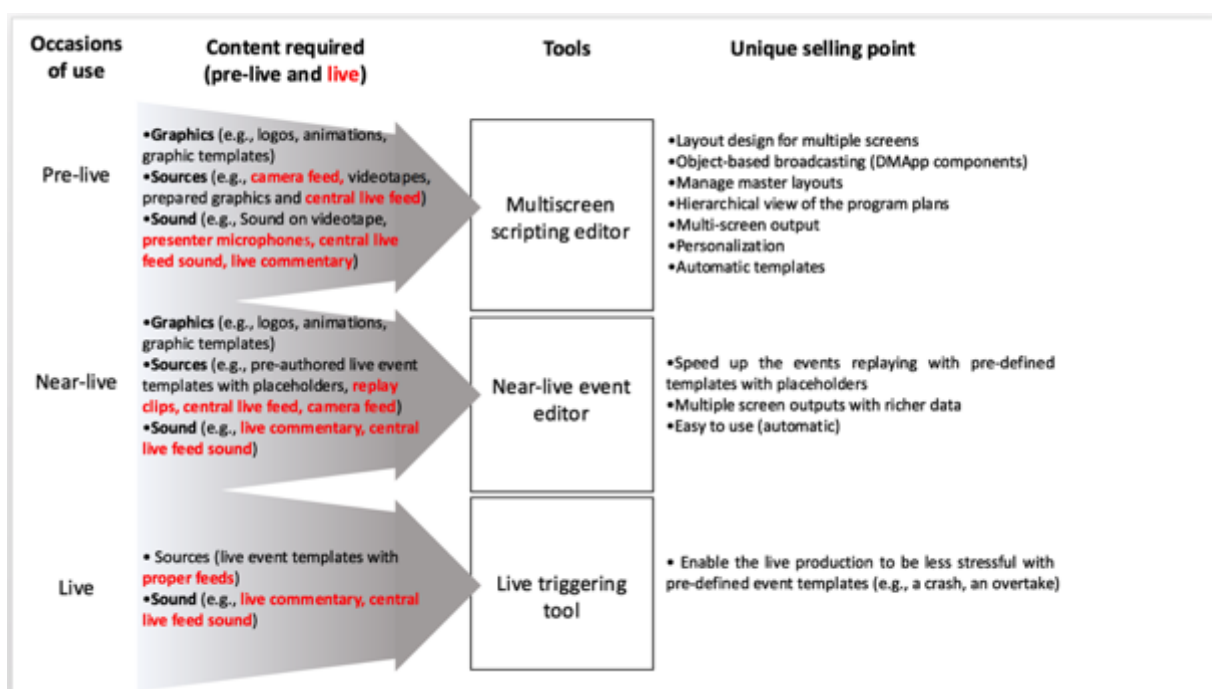 Occasions of use
Content required (pre-live and live)
Tools
Unique selling point
Pre-live
•Graphics (e.g., logos, animations,
graphic templates)
•Sources (e.g., camera feed, videotapes,
prepared graphics and central live feed)
•Sound (e.g., Sound on videotape,
presenter microphones, central live
feed sound, live commentary)
Multiscreen
scripting editor
•Layout design for multiple screens
•Object-based broadcasting (DMApp components)
•Manage master layouts
•Hierarchical view of the program plans
•Multi-screen output
•Personalization
•Automatic templates
Near-live
•Graphics (e.g., logos, animations,
graphic templates)
•Sources (e.g., pre-authored live event
templates with placeholders, replay
clips, central live feed, camera feed)
•Sound (e.g., live commentary, central
live feed sound)
Near-live event
editor
•Speed up the events replaying with pre-defined
templates with placeholders
•Multiple screen outputs with richer data
•Easy to use (automatic)
Live
• Sources (live event templates with
proper feeds)
•Sound (e.g., live commentary, central
live feed sound)
Live triggering
tool
• Enable the live production to be less stressful with
pre-defined event templates (e.g., a crash, an overtake)